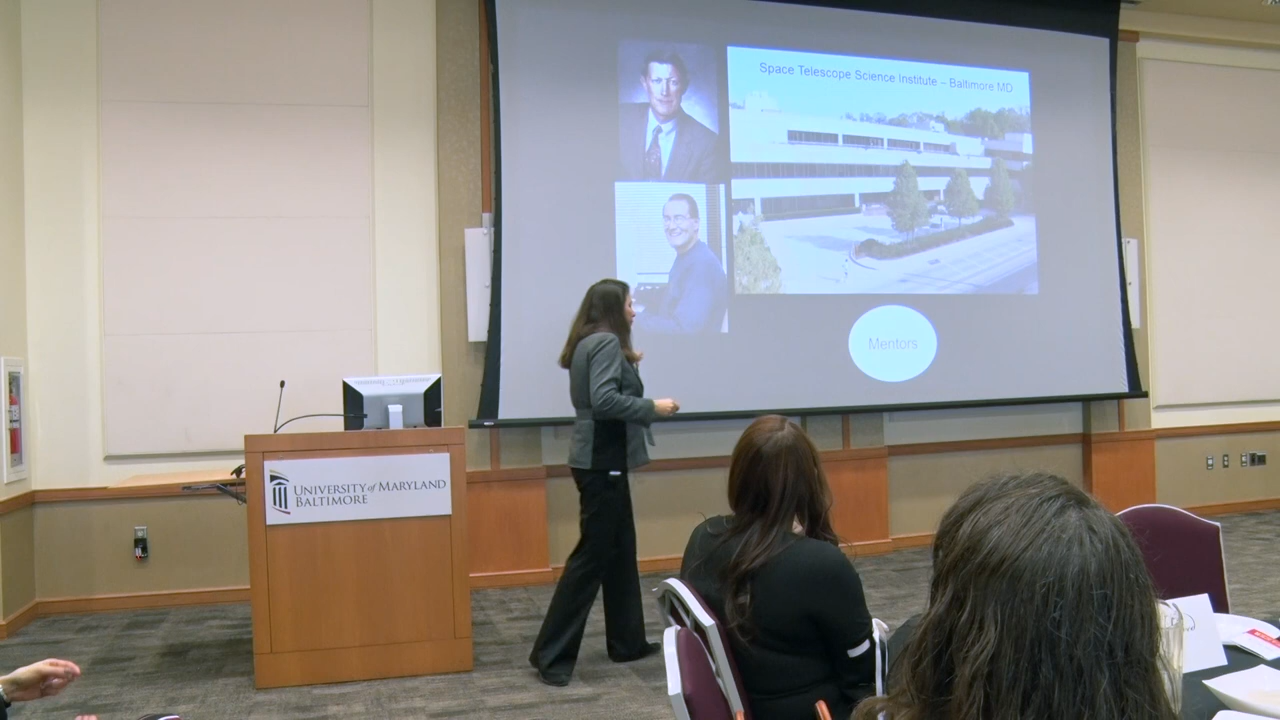 Space Telescope Science Institute – Baltimore MD
Mentors
UNIVERSITY of MARYLAND
BALTIMORE